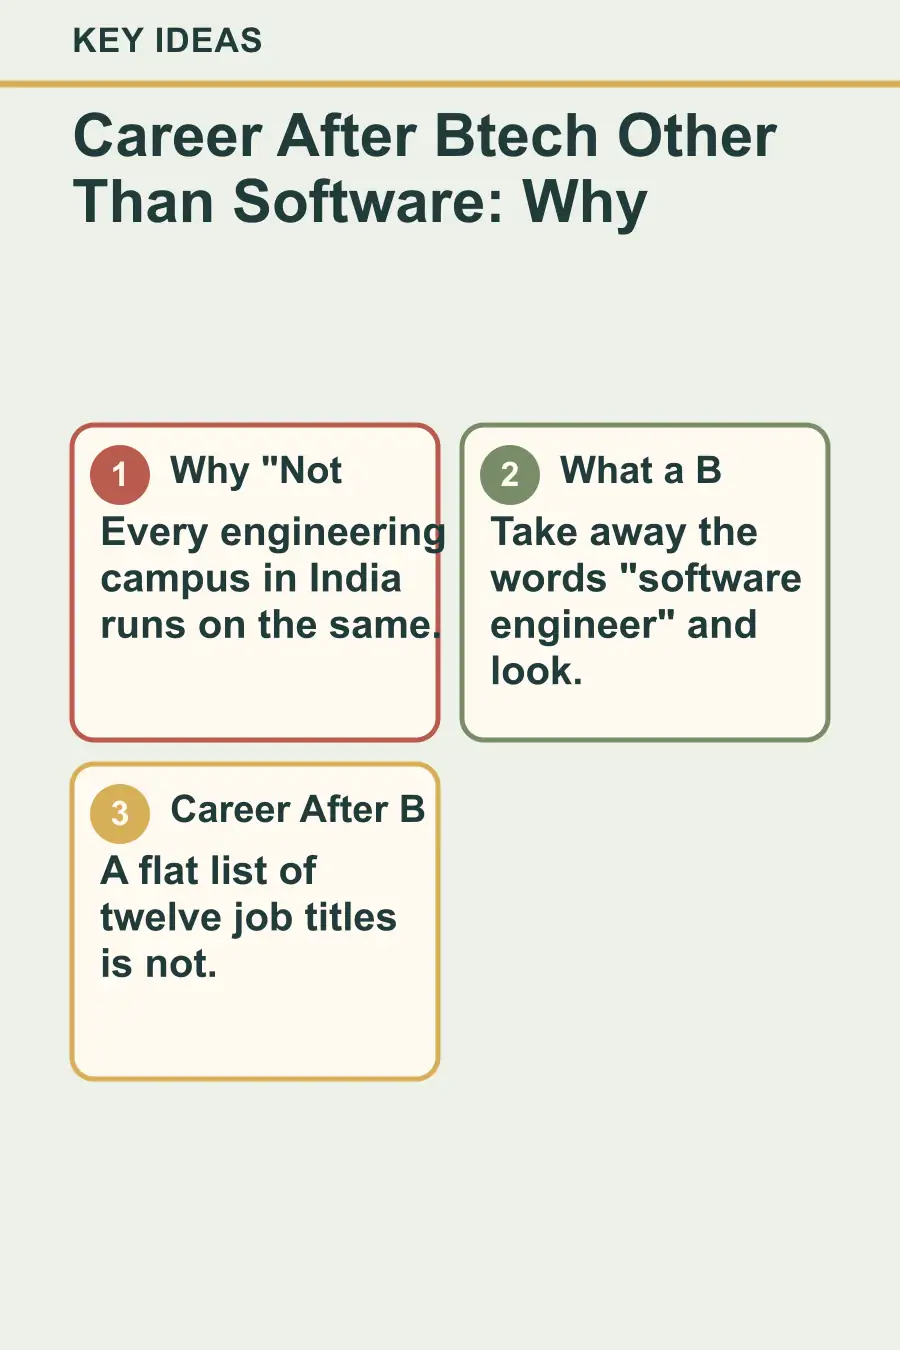 KEY IDEAS
Career After Btech Other
Than Software: Why
1
Why "Not
Every engineering
campus in India
runs on the same.
2
What a B
Take away the
words "software
engineer" and
look.
3
Career After B
A flat list of
twelve job titles
is not.